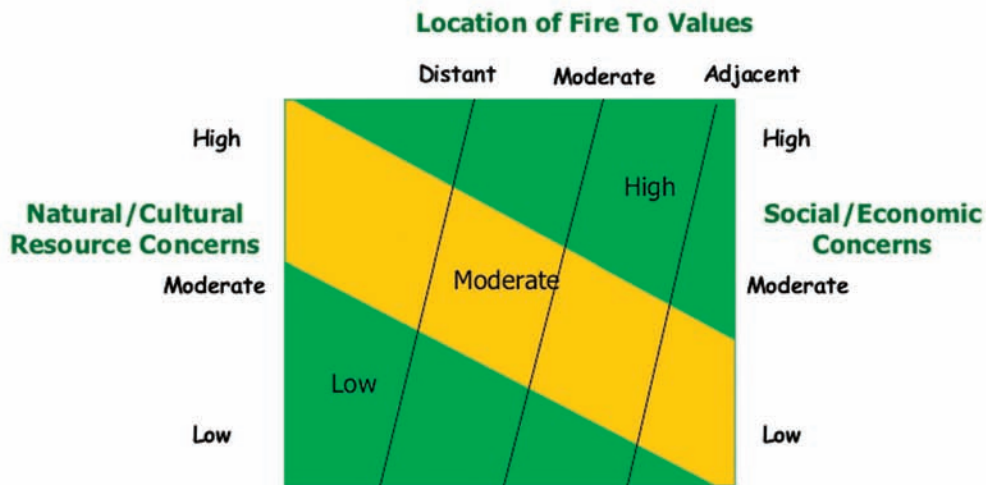 Location of Fire To Values
Distant Moderate Adjacent
High High
High
Natural/Cultural
Resource Concerns
Social/Economic
Concerns
Moderate
Moderate Moderate
Low
Low Low